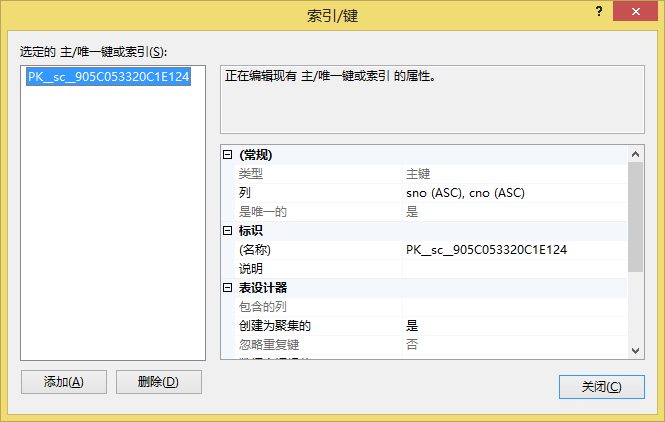 索引/键
?
选定的 主/唯一键或索引(S):
PK__sc__905C053320C1E124
正在编辑现有 主/唯一键或索引 的属性。
(常规)
类型 主键
列 sno (ASC), cno (ASC)
是唯一的 是
标识
(名称) PK__sc__905C053320C1E124
说明
表设计器
包含的列
创建为聚集的 是
忽略重复键 否
添加(A) 删除(D)
关闭(C)